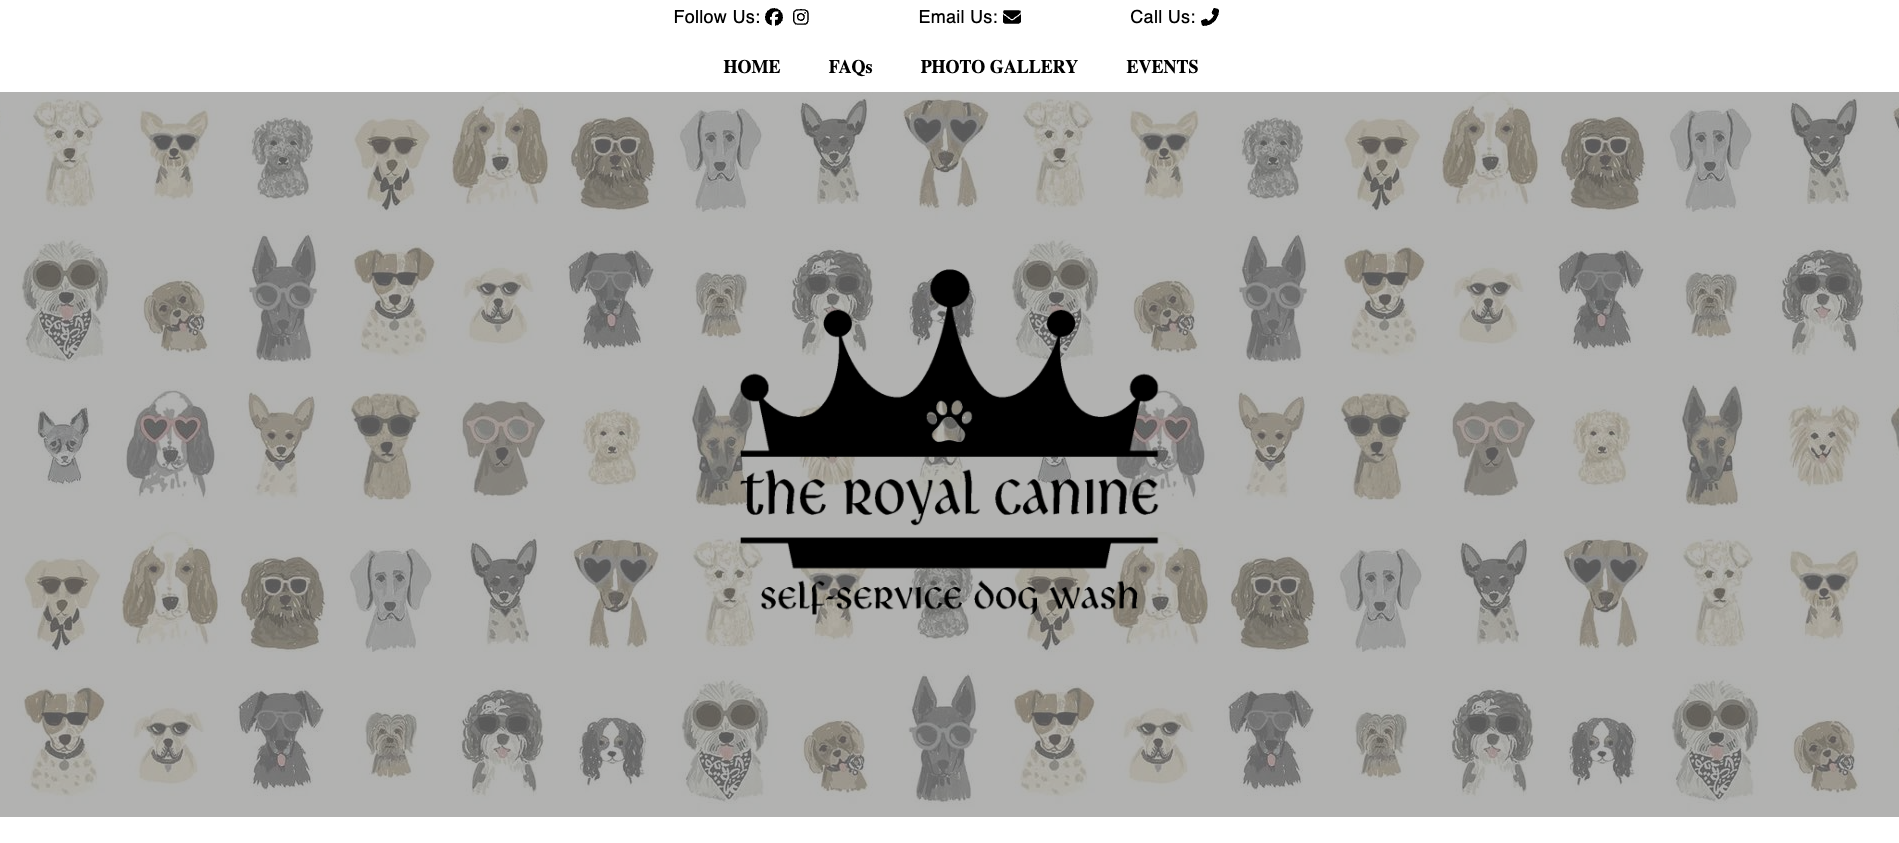 Follow Us: Email Us: Call Us:
HOME FAQs PHOTO GALLERY EVENTS
the royal canine
self-service dog wash